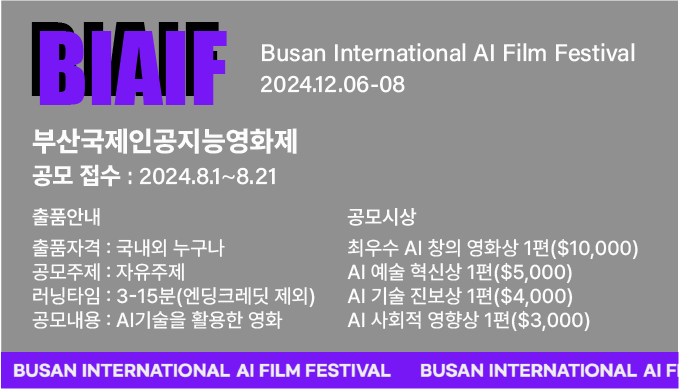 BIAIF
Busan International AI Film Festival
2024.12.06-08
부산국제인공지능영화제
공모 접수 : 2024.8.1~8.21
출품안내
출품자격 : 국내외 누구나
공모주제 : 자유주제
러닝타임 : 3-15분(엔딩크레딧 제외)
공모내용 : AI기술을 활용한 영화
공모시상
최우수 AI 창의 영화상 1편($10,000)
AI 예술 혁신상 1편($5,000)
AI 기술 진보상 1편($4,000)
AI 사회적 영향상 1편($3,000)
BUSAN INTERNATIONAL AI FILM FESTIVAL BUSAN INTERNATIONAL AI FI